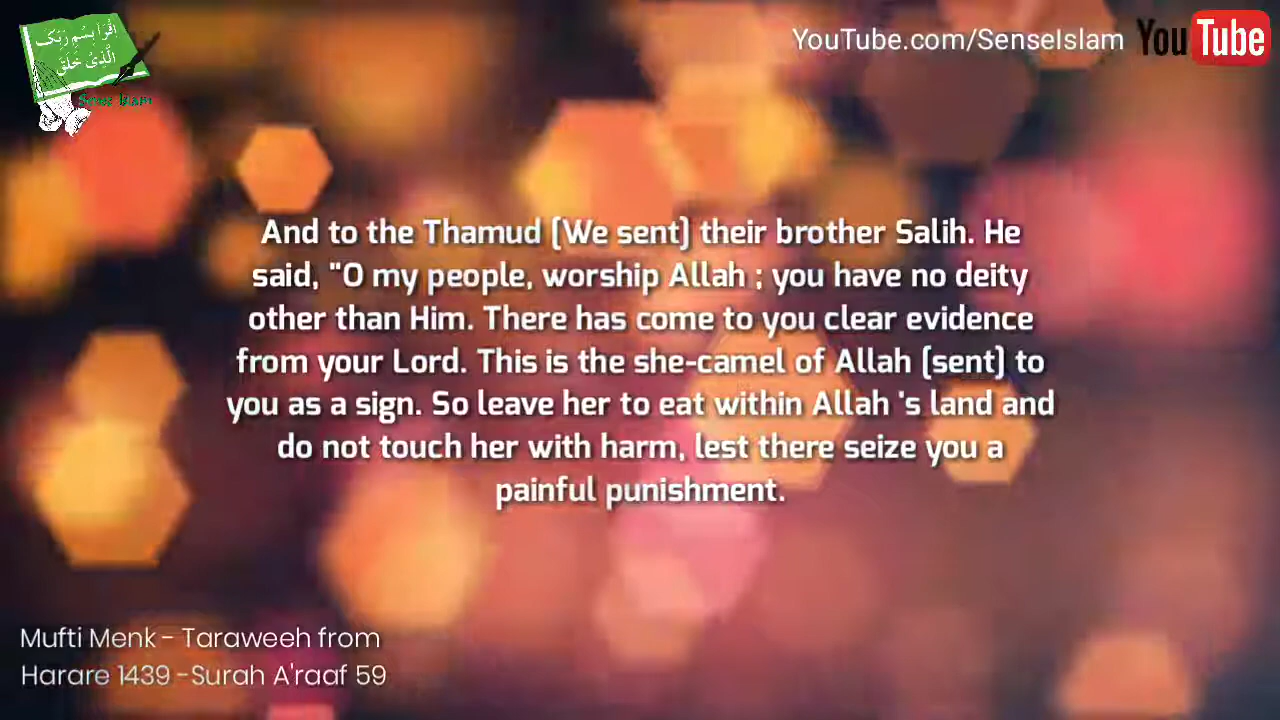 اقْرَأْ بِسْمِ رَبِّكَ
الَّذِي خَلَقَ
Sense Islam
YouTube.com/SenseIslam YouTube
And to the Thamud [We sent] their brother Salih. He
said, "O my people, worship Allah ; you have no deity
other than Him. There has come to you clear evidence
from your Lord. This is the she-camel of Allah [sent] to
you as a sign. So leave her to eat within Allah 's land and
do not touch her with harm, lest there seize you a
painful punishment.
Mufti Menk - Taraweeh from
Harare 1439 -Surah A'raaf 59